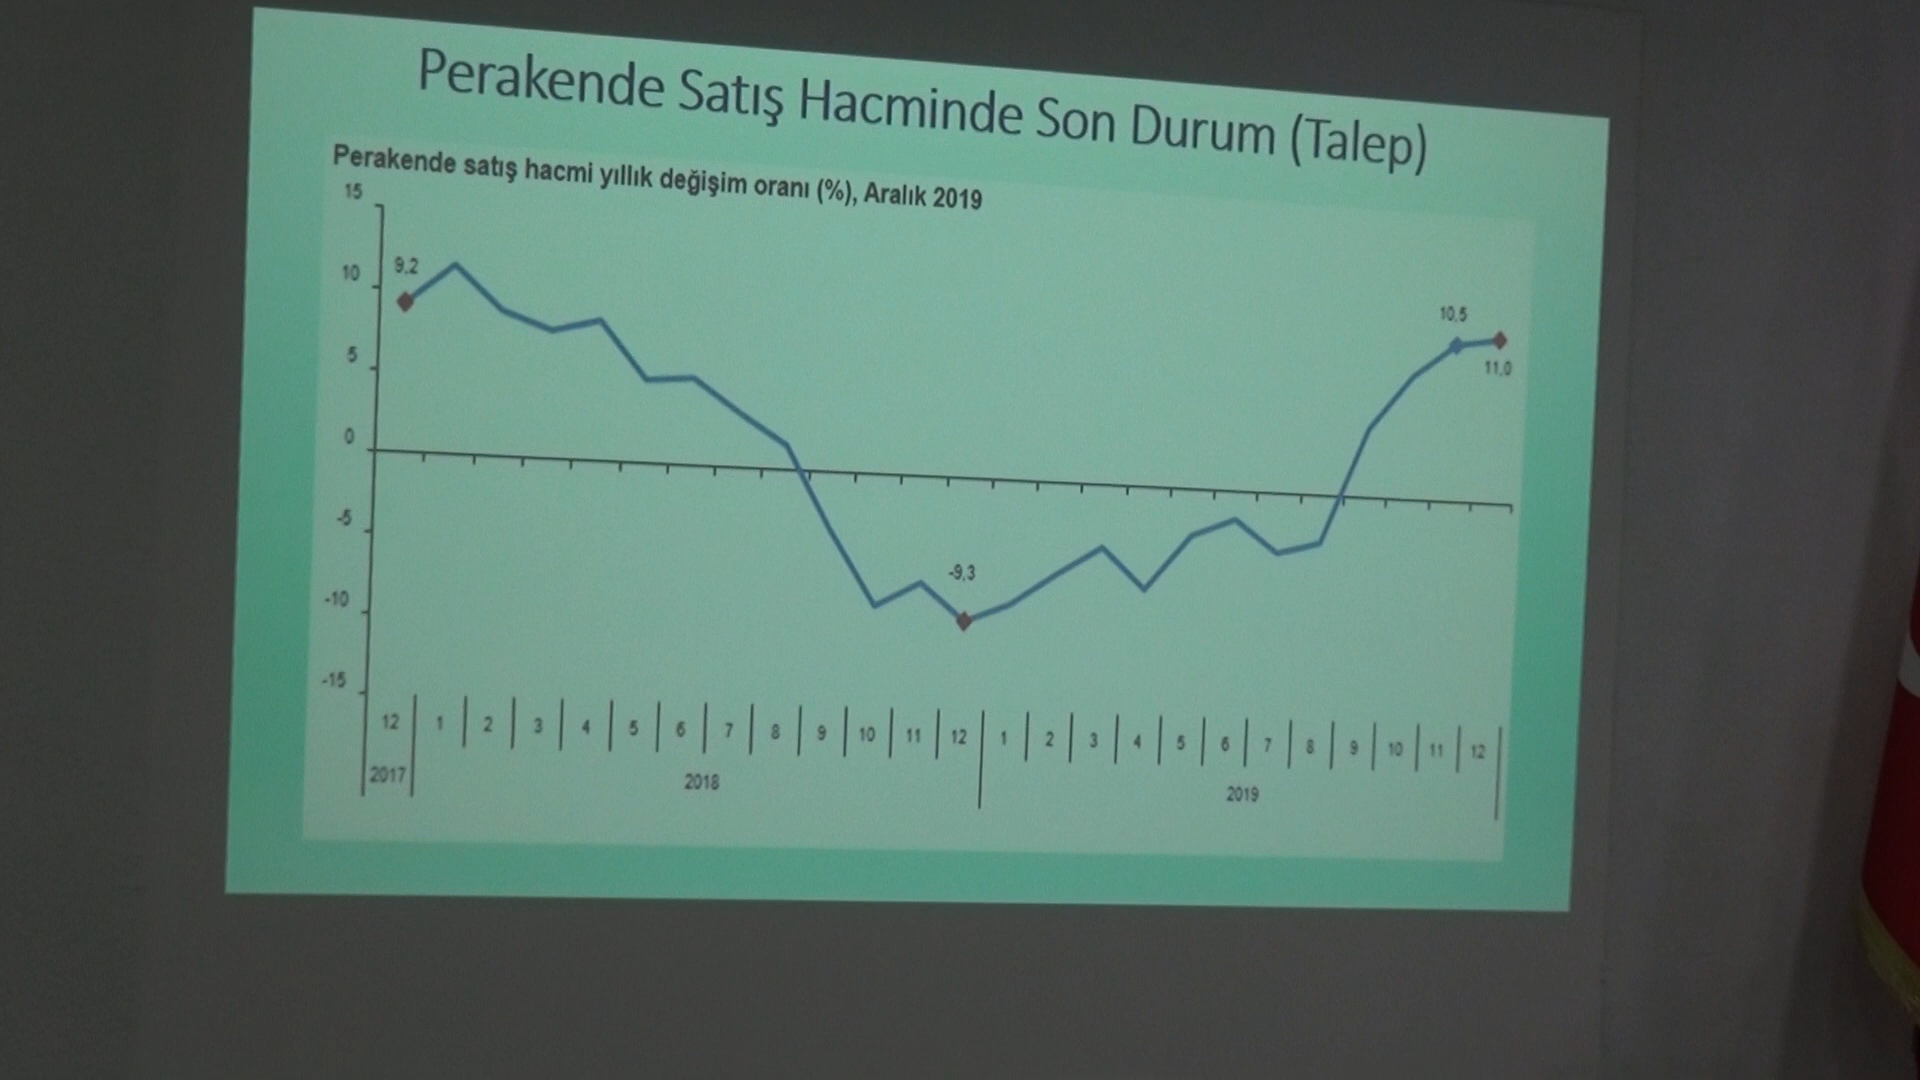 Perakende Satış Hacminde Son Durum (Talep)
Perakende satış hacmi yıllık değişim oranı (%), Aralık 2019
15
10
5
0
-5
-10
-15
9,2
-9,3
10,5
11,0
12 1 2 3 4 5 6 7 8 9 10 11 12 1 2 3 4 5 6 7 8 9 10 11 12
2017 2018 2019